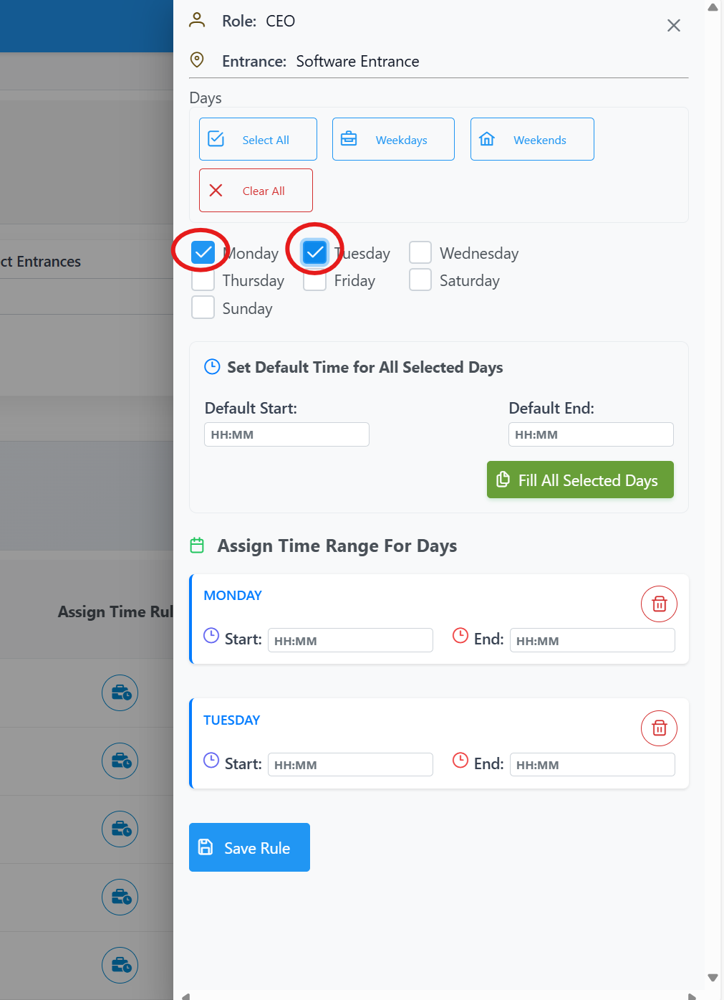 Role: CEO
Entrance: Software Entrance
Days
Select All
Weekdays
Weekends
Clear All
Monday
Tuesday
Wednesday
Thursday
Friday
Saturday
Sunday
ct Entrances
Set Default Time for All Selected Days
Default Start:
Default End:
HH:MM
HH:MM
Fill All Selected Days
Assign Time Range For Days
MONDAY
Start: HH:MM
End: HH:MM
Assign Time Rul
TUESDAY
Start: HH:MM
End: HH:MM
Save Rule